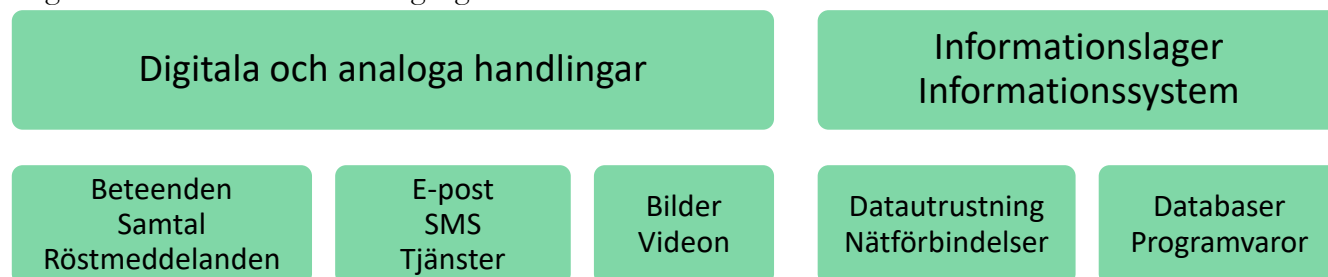 Digitala och analoga handlingar
Informationslager
Informationssystem
Beteenden
Samtal
Röstmeddelanden
E-post
SMS
Tjänster
Bilder
Videon
Datautrustning
Nätförbindelser
Databaser
Programvaror